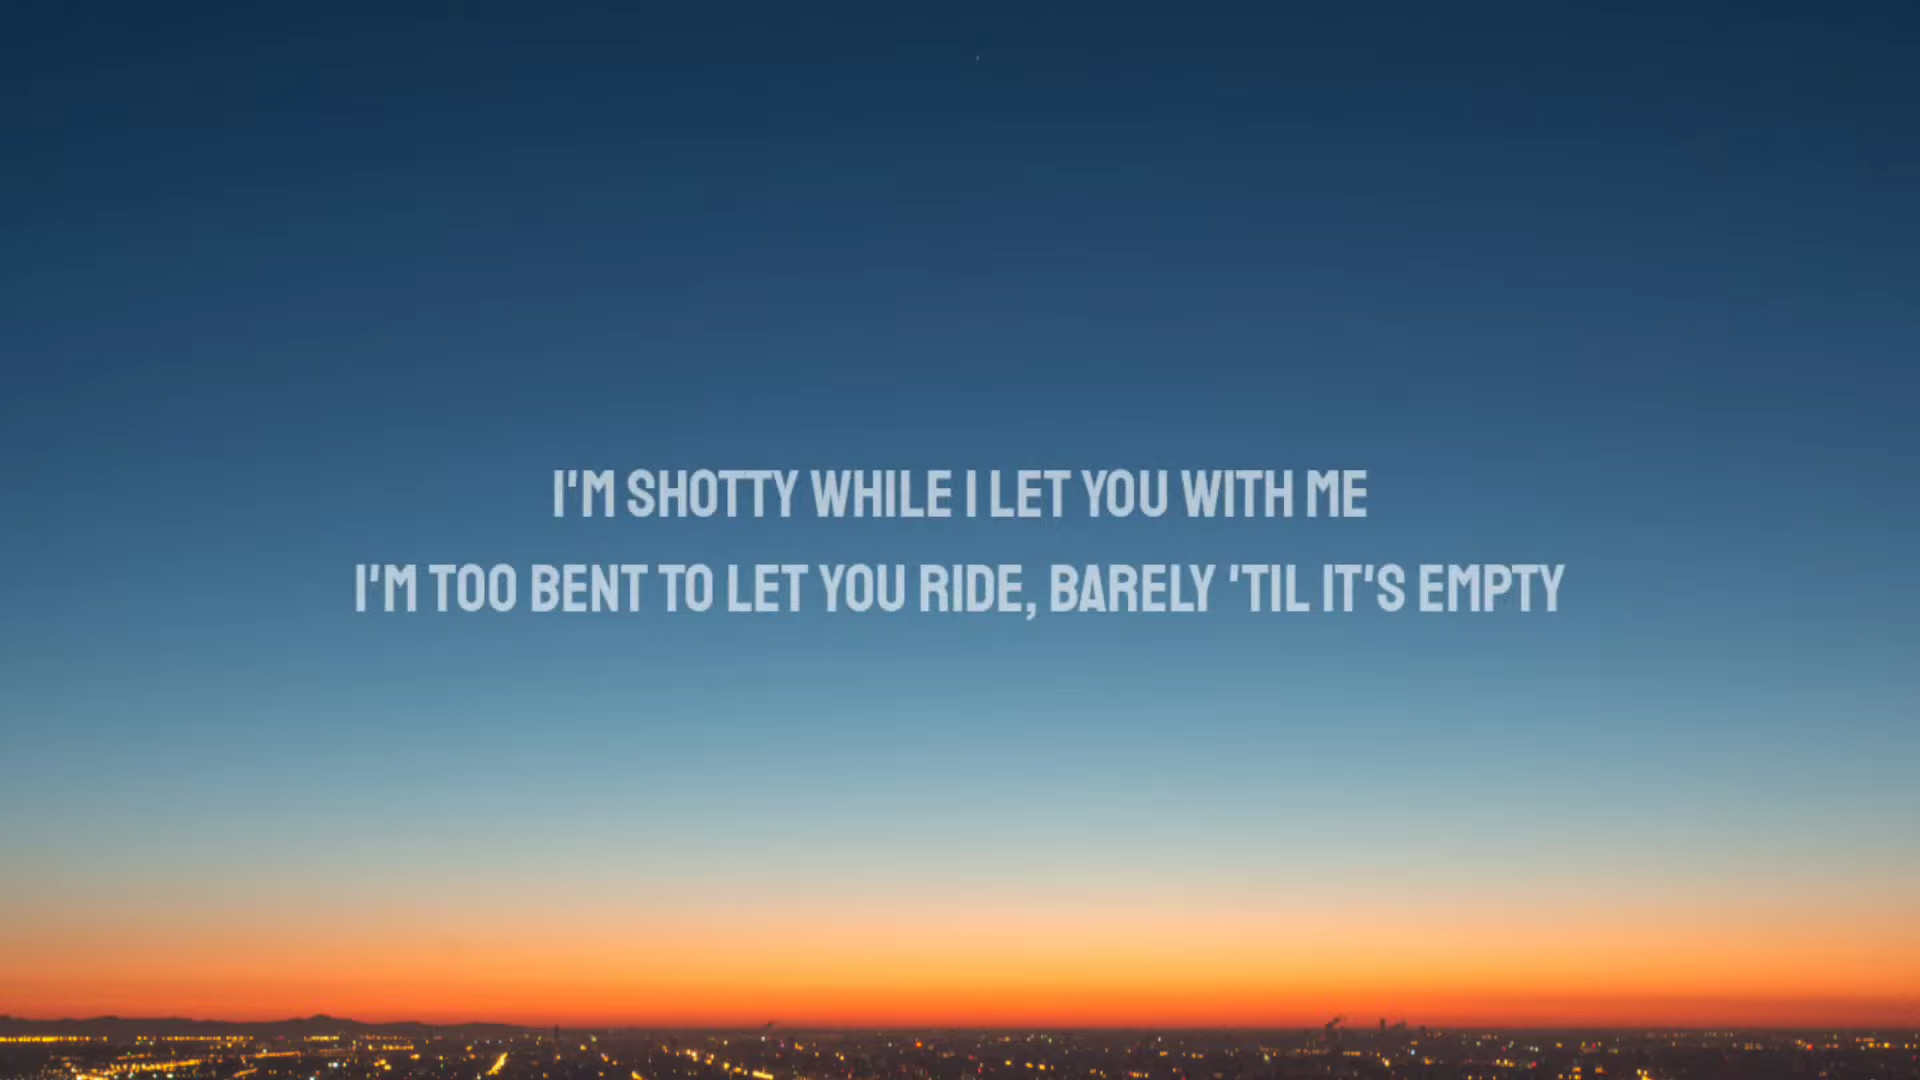 I'M SHOTTY WHILE I LET YOU WITH ME
I'M TOO BENT TO LET YOU RIDE, BARELY 'TIL IT'S EMPTY